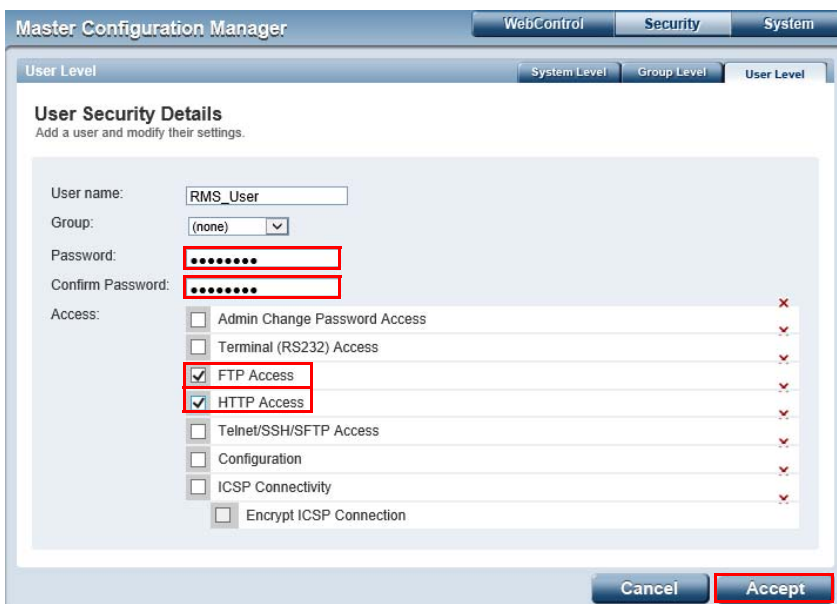 Master Configuration Manager
WebControl Security System
User Level
System Level Group Level User Level
User Security Details
Add a user and modify their settings.
User name: RMS_User
Group: (none)
Password: ••••••••
Confirm Password: ••••••••
Access:
Admin Change Password Access
Terminal (RS232) Access
FTP Access
HTTP Access
Telnet/SSH/SFTP Access
Configuration
ICSP Connectivity
Encrypt ICSP Connection
Cancel Accept